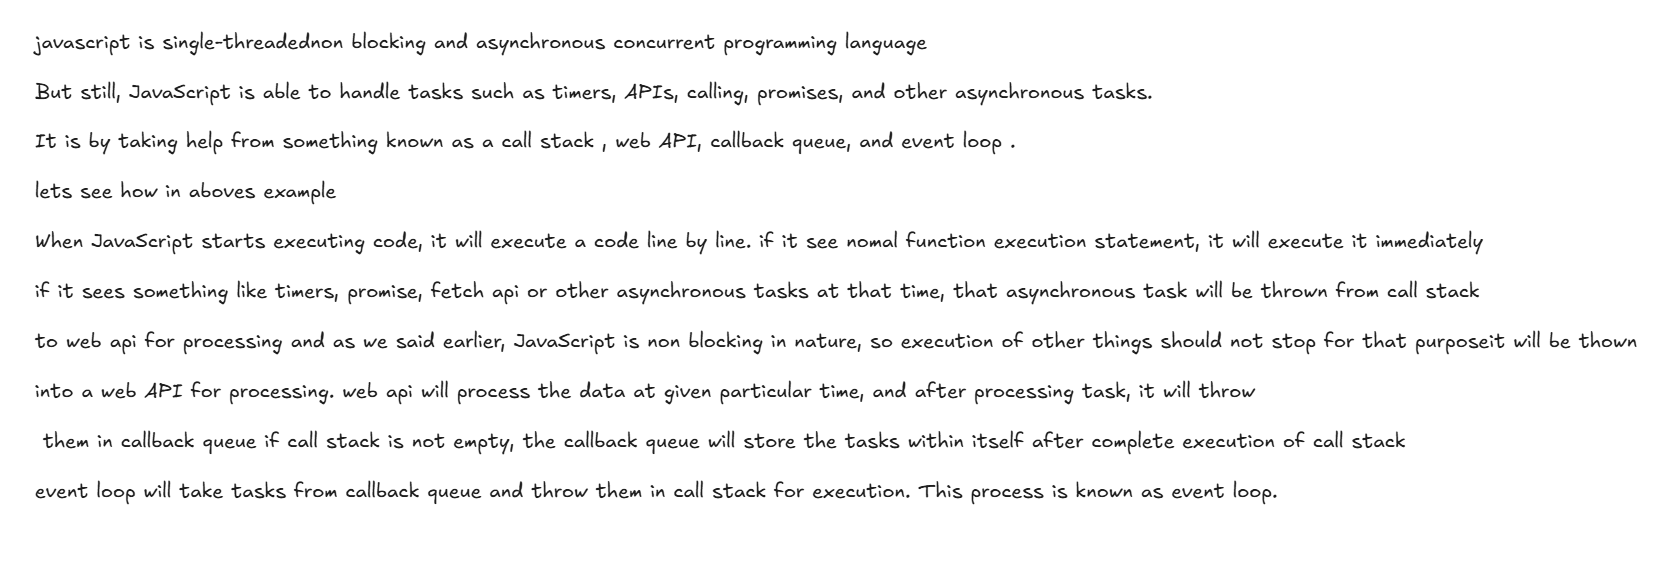 javascript is single-threadednon blocking and asynchronous concurrent programming language
But still, JavaScript is able to handle tasks such as timers, APIs, calling, promises, and other asynchronous tasks.
It is by taking help from something known as a call stack , web API, callback queue, and event loop .
lets see how in aboves example
When JavaScript starts executing code, it will execute a code line by line. if it see nomal function execution statement, it will execute it immediately
if it sees something like timers, promise, fetch api or other asynchronous tasks at that time, that asynchronous task will be thrown from call stack
to web api for processing and as we said earlier, JavaScript is non blocking in nature, so execution of other things should not stop for that purposeit will be thown
into a web API for processing. web api will process the data at given particular time, and after processing task, it will throw
them in callback queue if call stack is not empty, the callback queue will store the tasks within itself after complete execution of call stack
event loop will take tasks from callback queue and throw them in call stack for execution. This process is known as event loop.